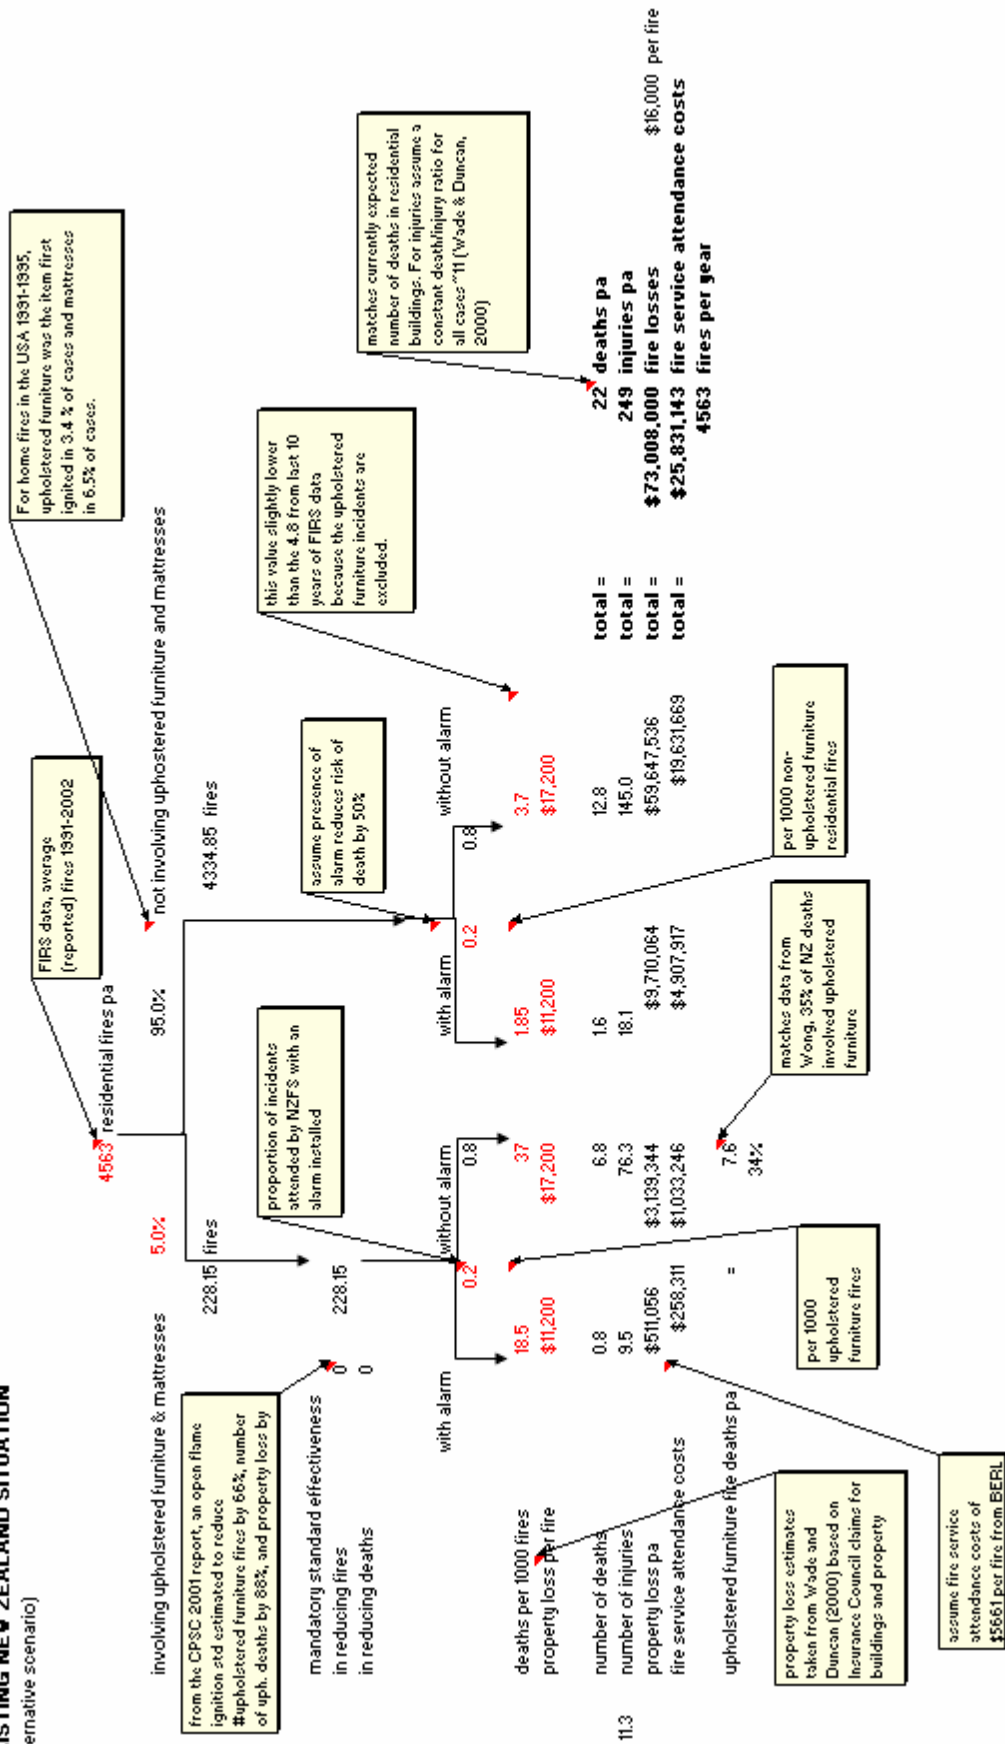 ISTING NEW ZEALAND SITUATION
ernative scenario)
For home fires in the USA 1991-1995,
upholstered furniture was the item first
ignited in 3.4 % of cases and mattresses
in 6.5% of cases.
FIRS data, average
(reported) fires 1991-2002
4563 residential fires pa
involving upholstered furniture & mattresses
5.0%
95.0%
not involving uphostered furniture and mattresses
228.15 fires
4334.85 fires
from the CPSC 2001 report, an open flame
ignition std estimated to reduce
#upholstered furniture fires by 66%, number
of uph. deaths by 88%, and property loss by
proportion of incidents
attended by NZFS with an
alarm installed
assume presence of
alarm reduces risk of
death by 50%
this value slightly lower
than the 4.8 from last 10
years of FIRS data
because the upholstered
furniture incidents are
excluded.
matches currently expected
number of deaths in residential
buildings. For injuries assume a
constant death/injury ratio for
all cases ~11 (Wade & Duncan,
2000)
mandatory standard effectiveness
in reducing fires 0 228.15
in reducing deaths 0
with alarm without alarm with alarm without alarm
0.2 0.8 0.2 0.8
deaths per 1000 fires 18.5 37 1.85 3.7
property loss per fire $11,200 $17,200 $11,200 $17,200
number of deaths 0.8 6.8 1.6 12.8 total = 22 deaths pa
11.3 number of injuries 9.5 76.3 18.1 145.0 total = 249 injuries pa
property loss pa $511,056 $3,139,344 $9,710,064 $59,647,536 total = $73,008,000 fire losses $16,000 per fire
fire service attendance costs $258,311 $1,033,246 $4,907,917 $19,631,669 total = $25,831,143 fire service attendance costs
4563 fires per year
upholstered furniture fire deaths pa = 7.6
34%
property loss estimates
taken from Wade and
Duncan (2000) based on
Insurance Council claims for
buildings and property
per 1000
upholstered
furniture fires
matches data from
Wong, 35% of NZ deaths
involved upholstered
furniture
per 1000 non-
upholstered furniture
residential fires
assume fire service
attendance costs of
$5661 per fire from BERL